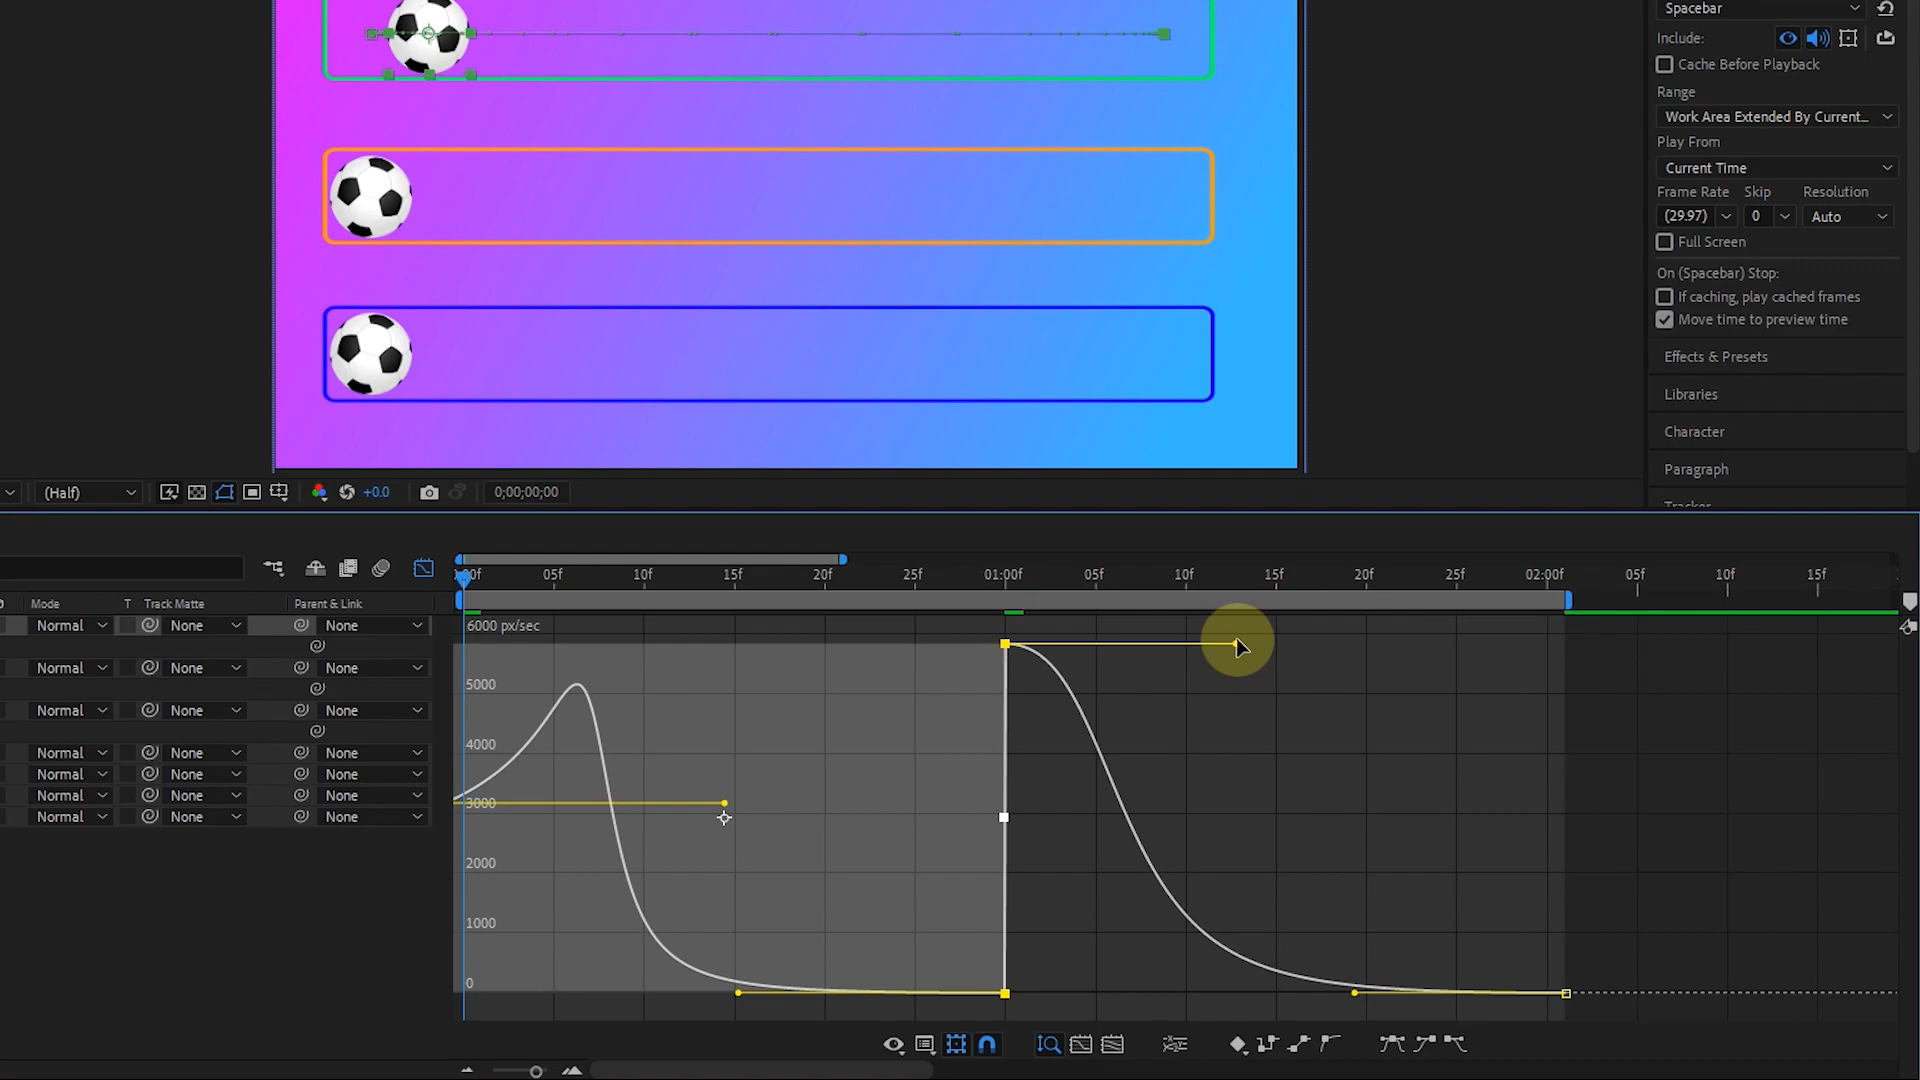 Spacebar
Include:
Cache Before Playback
Range
Work Area Extended By Current...
Play From
Current Time
Frame Rate Skip Resolution
(29.97) 0 Auto
Full Screen
On (Spacebar) Stop:
If caching, play cached frames
Move time to preview time
Effects & Presets
Libraries
Character
Paragraph
Tracker
(Half) +0.0 0;00;00;00
:00f 05f 10f 15f 20f 25f 01:00f 05f 10f 15f 20f 25f 02:00f 05f 10f 15f
Mode T Track Matte Parent & Link
Normal None None
6000 px/sec
Normal None None
5000
Normal None None
4000
Normal None None
Normal None None
Normal None None
3000
Normal None None
2000
1000
0